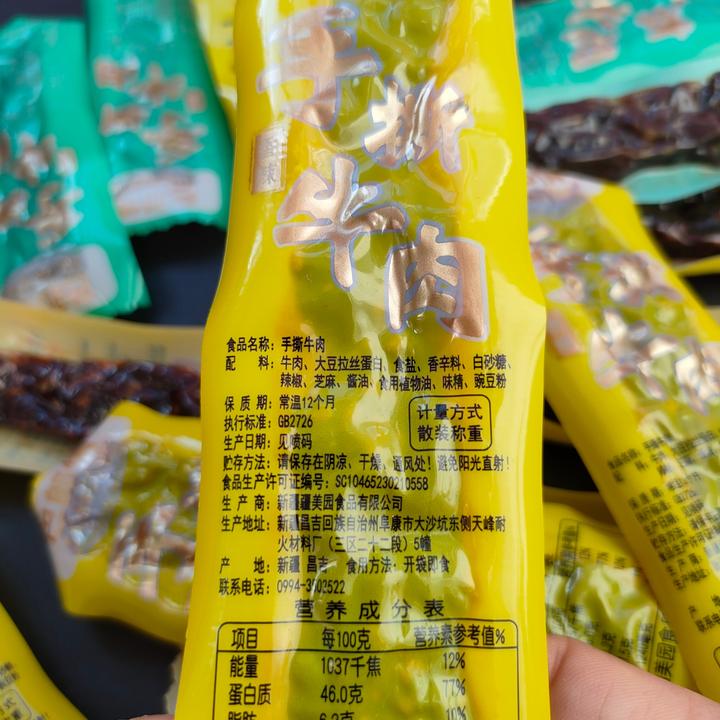 手撕
牛肉
食品名称：手撕牛肉
配　　料：牛肉、大豆拉丝蛋白、食盐、香辛料、白砂糖、
辣椒、芝麻、酱油、食用植物油、味精、豌豆粉
保 质 期：常温12个月
执行标准：GB2726
生产日期：见喷码
计量方式
散装称重
贮存方法：请保存在阴凉、干燥、通风处！避免阳光直射！
食品生产许可证编号：SC10465230210558
生 产 商：新疆疆美园食品有限公司
生产地址：新疆昌吉回族自治州阜康市大沙坑东侧天峰耐
火材料厂（三区二十二段）5幢
产　　地：新疆 昌吉　食用方法：开袋即食
联系电话：0994-3502522
营养成分表
项目　每100克　营养素参考值%
能量　1037千焦　12%
蛋白质　46.0克　77%
脂肪　6.2克　10%